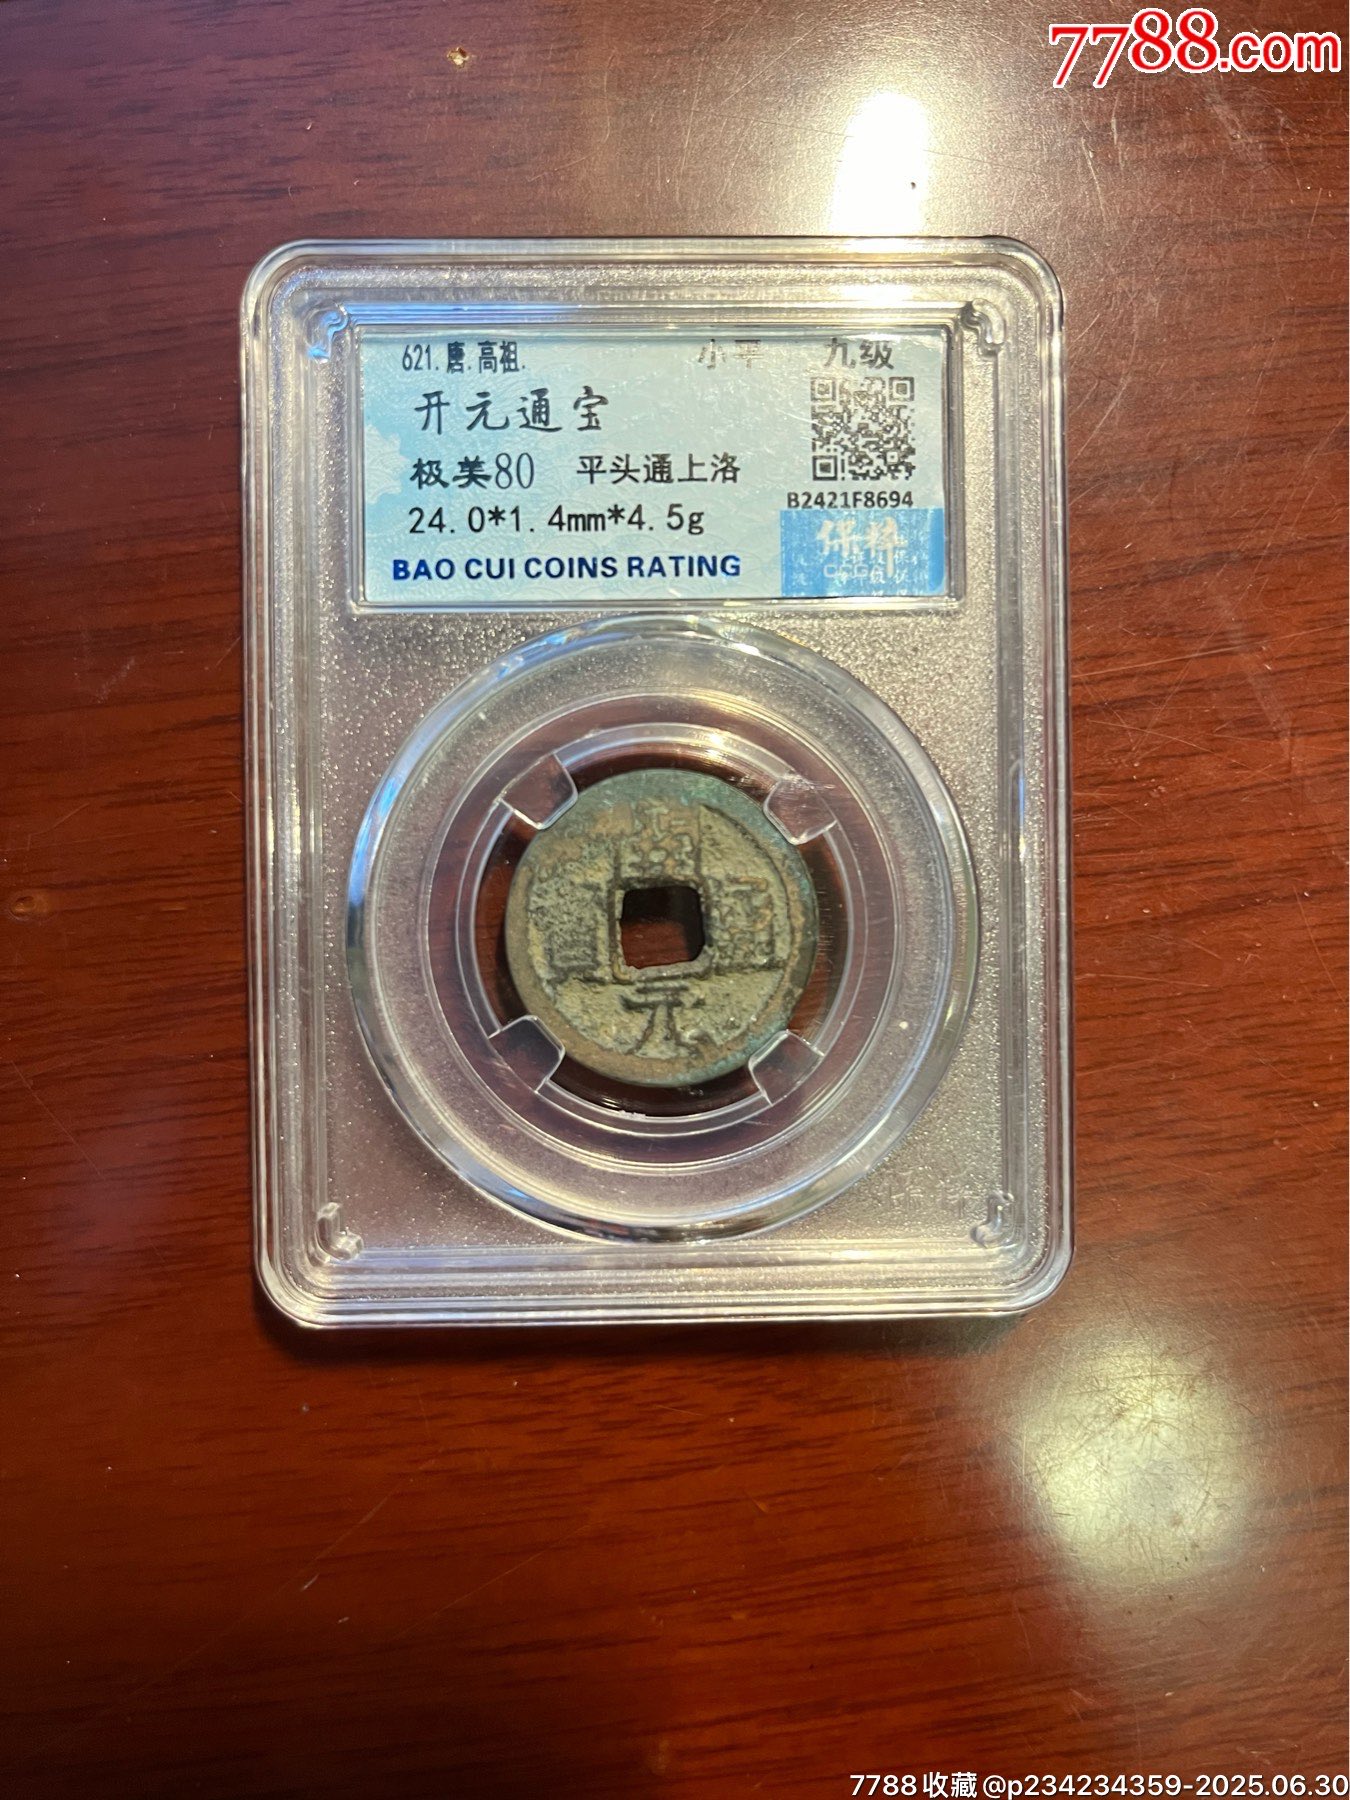 7788.com
621.唐.高祖. 小平 九级
开元通宝
极美80 平头通上洛
B2421F8694
24.0*1.4mm*4.5g
保粹
BAO CUI COINS RATING
元
7788收藏@p234234359-2025.06.30